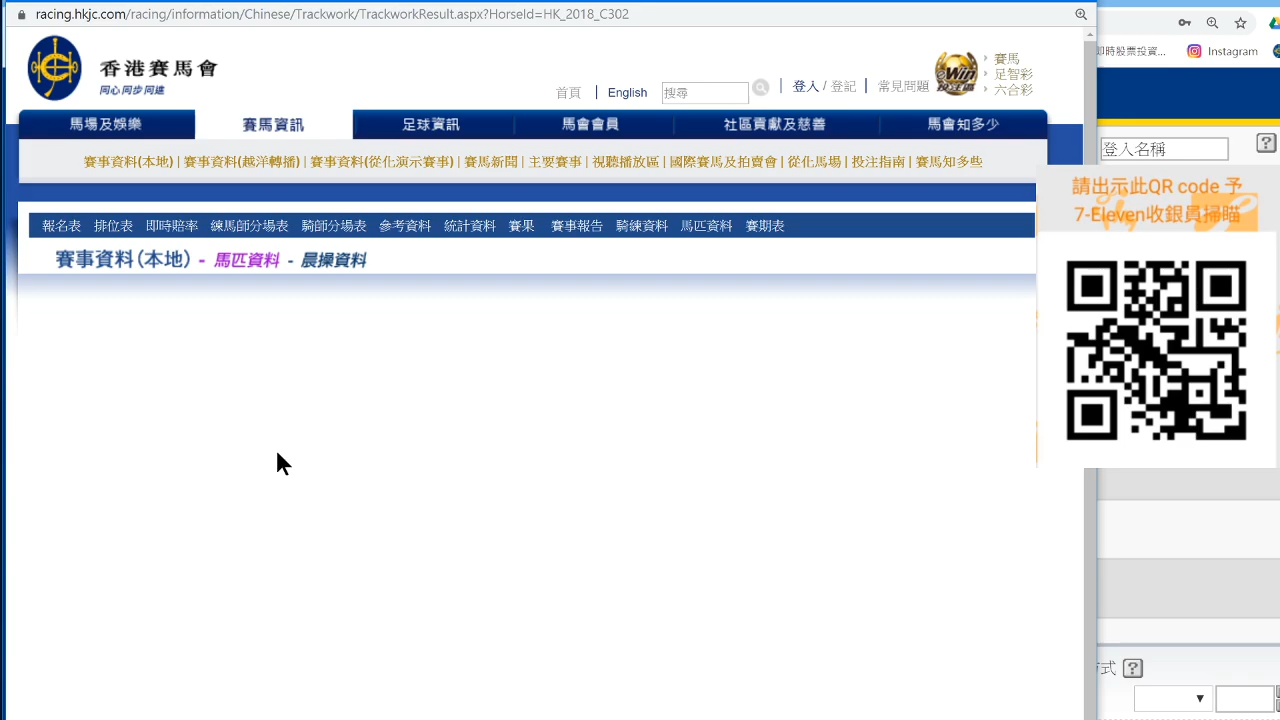 racing.hkjc.com/racing/information/Chinese/Trackwork/TrackworkResult.aspx?HorseId=HK_2018_C302
即時股票投資...
Instagram
香港賽馬會
同心同步同進
首頁
English
搜尋
登入 / 登記
常見問題
eWin
投注區
賽馬
足智彩
六合彩
馬場及娛樂
賽馬資訊
足球資訊
馬會會員
社區貢獻及慈善
馬會知多少
賽事資料(本地) | 賽事資料(越洋轉播) | 賽事資料(從化演示賽事) | 賽馬新聞 | 主要賽事 | 視聽播放區 | 國際賽馬及拍賣會 | 從化馬場 | 投注指南 | 賽馬知多些
登入名稱
?
請出示此QR code 予
7-Eleven收銀員掃瞄
報名表 排位表 即時賠率 練馬師分場表 騎師分場表 參考資料 統計資料 賽果 賽事報告 騎練資料 馬匹資料 賽期表
賽事資料(本地) - 馬匹資料 - 晨操資料
式 ?